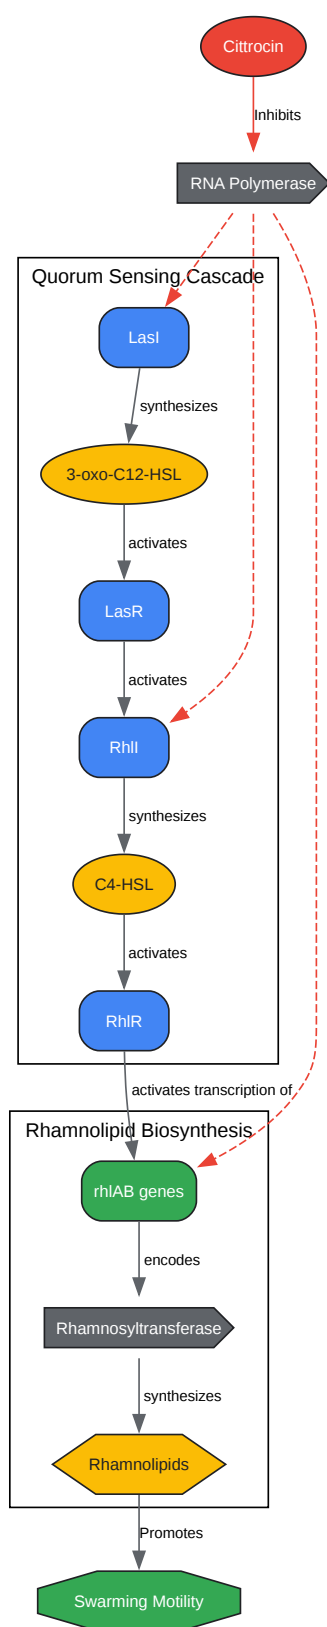 Cittrocin
Inhibits
RNA Polymerase
Quorum Sensing Cascade
LasI
synthesizes
3-oxo-C12-HSL
activates
LasR
activates
RhlI
synthesizes
C4-HSL
activates
RhlR
activates transcription of
Rhamnolipid Biosynthesis
rhlAB genes
encodes
Rhamnosyltransferase
synthesizes
Rhamnolipids
Promotes
Swarming Motility